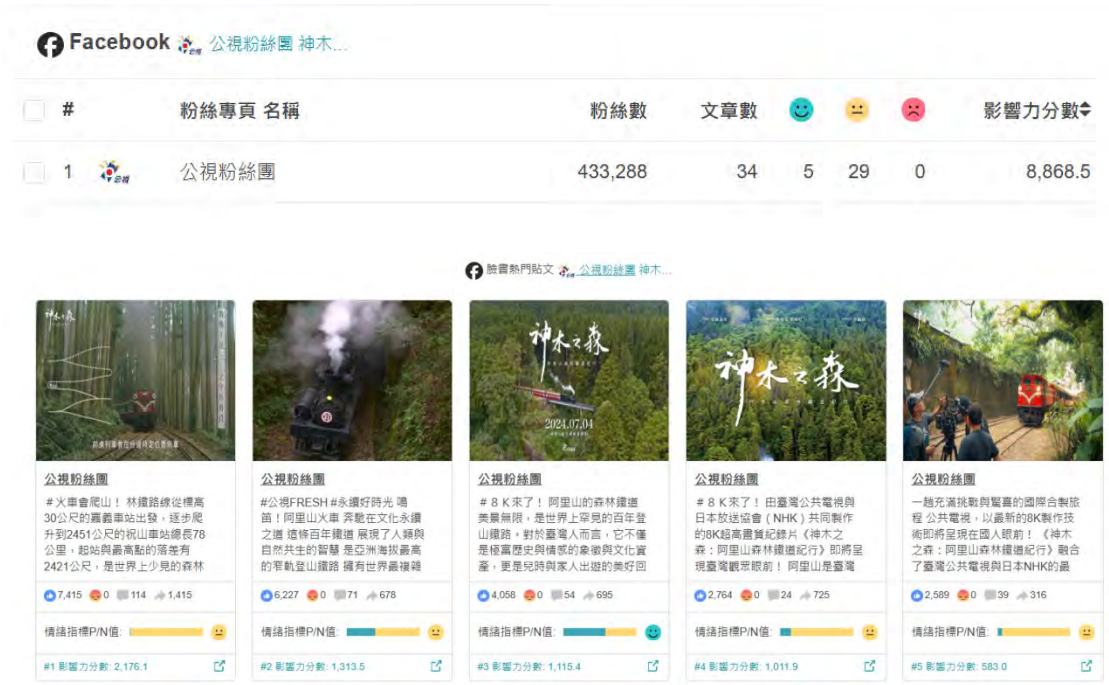 Facebook 公視 公視粉絲團 神木...
# 粉絲專頁 名稱 粉絲數 文章數 影響力分數
1 公視 公視粉絲團 433,288 34 5 29 0 8,868.5
臉書熱門貼文 公視粉絲團 神木...
神木之森
公視粉絲團
#火車會爬山！ 林鐵路線從標高
30公尺的嘉義車站出發，逐步爬
升到2451公尺的祝山車站總長78
公里，起站與最高點的落差有
2421公尺，是世界上少見的森林
7,415 0 114 1,415
情緒指標P/N值:
#1 影響力分數: 2,176.1
公視粉絲團
#公視FRESH #永續好時光 鳴
笛！阿里山火車 奔馳在文化永續
之道 這條百年鐵道 展現了人類與
自然共生的智慧 是亞洲海拔最高
的窄軌登山鐵路 擁有世界最複雜
6,227 0 71 678
情緒指標P/N值:
#2 影響力分數: 1,313.5
神木之森
2024.07.04
公視粉絲團
#８Ｋ來了！ 阿里山的森林鐵道
美景無限，是世界上罕見的百年登
山鐵路。對於臺灣人而言，它不僅
是極富歷史與情感的象徵與文化資
產，更是兒時與家人出遊的美好回
4,058 0 54 695
情緒指標P/N值:
#3 影響力分數: 1,115.4
神木之森
公視粉絲團
#８Ｋ來了！ 由臺灣公共電視與
日本放送協會（NHK）共同製作
的8K超高畫質紀錄片《神木之
森：阿里山森林鐵道紀行》即將呈
現臺灣觀眾眼前！ 阿里山是臺灣
2,764 0 24 725
情緒指標P/N值:
#4 影響力分數: 1,011.9
公視粉絲團
一趟充滿挑戰與驚喜的國際合製旅
程 公共電視，以最新的8K製作技
術即將呈現在國人眼前！《神木
之森：阿里山森林鐵道紀行》融合
了臺灣公共電視與日本NHK的最
2,589 0 39 316
情緒指標P/N值:
#5 影響力分數: 583.0